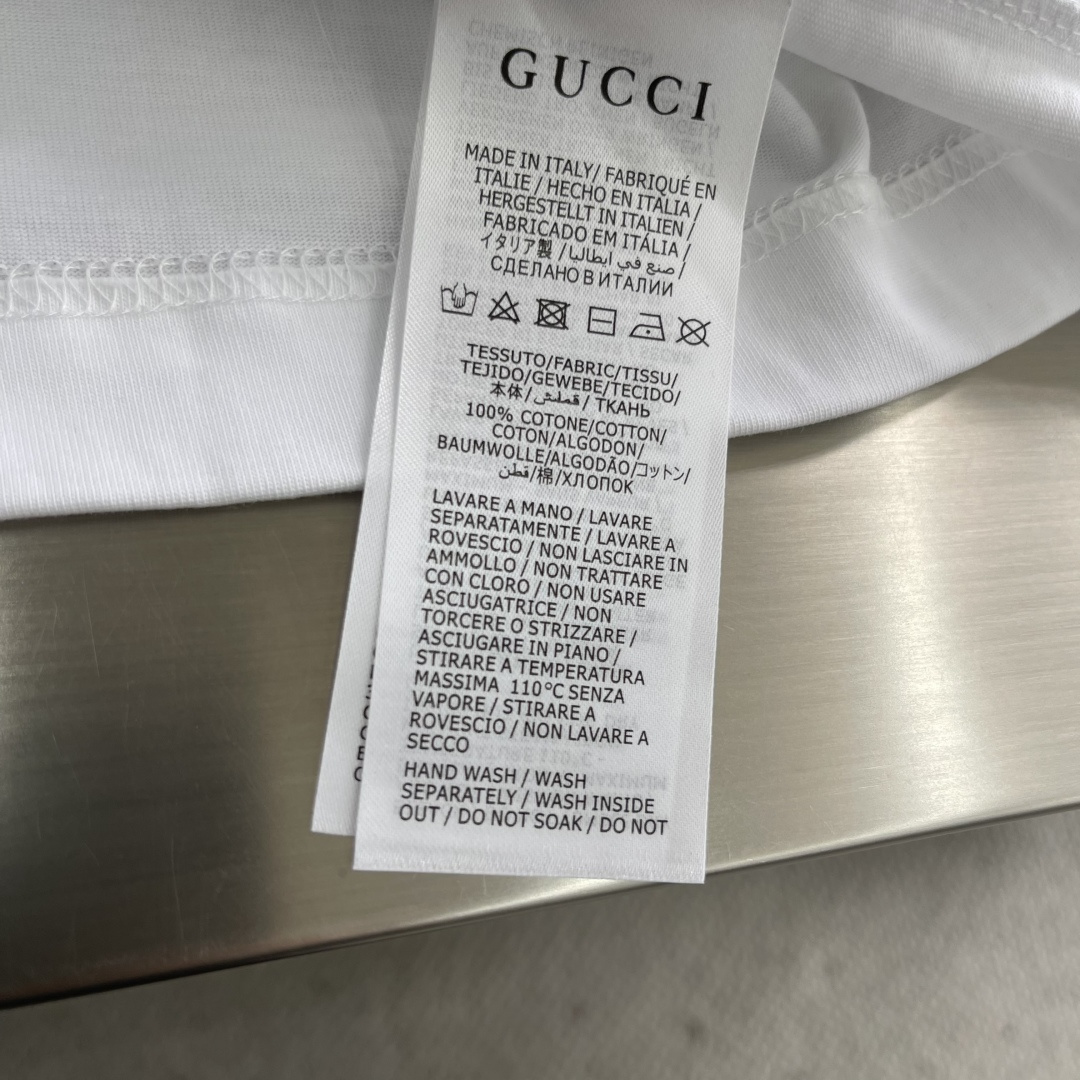 GUCCI
MADE IN ITALY/ FABRIQUÉ EN
ITALIE / HECHO EN ITALIA /
HERGESTELLT IN ITALIEN /
FABRICADO EM ITÁLIA /
イタリア製 / صنع في ايطاليا /
СДЕЛАНО В ИТАЛИИ
TESSUTO/FABRIC/TISSU/
TEJIDO/GEWEBE/TECIDO/
本体/ قملش / ТКАНЬ
100% COTONE/COTTON/
COTON/ALGODON/
BAUMWOLLE/ALGODÃO/コットン/
قطن/棉/ХЛОПОК
LAVARE A MANO / LAVARE
SEPARATAMENTE / LAVARE A
ROVESCIO / NON LASCIARE IN
AMMOLLO / NON TRATTARE
CON CLORO / NON USARE
ASCIUGATRICE / NON
TORCERE O STRIZZARE /
ASCIUGARE IN PIANO /
STIRARE A TEMPERATURA
MASSIMA 110°C SENZA
VAPORE / STIRARE A
ROVESCIO / NON LAVARE A
SECCO
HAND WASH / WASH
SEPARATELY / WASH INSIDE
OUT / DO NOT SOAK / DO NOT